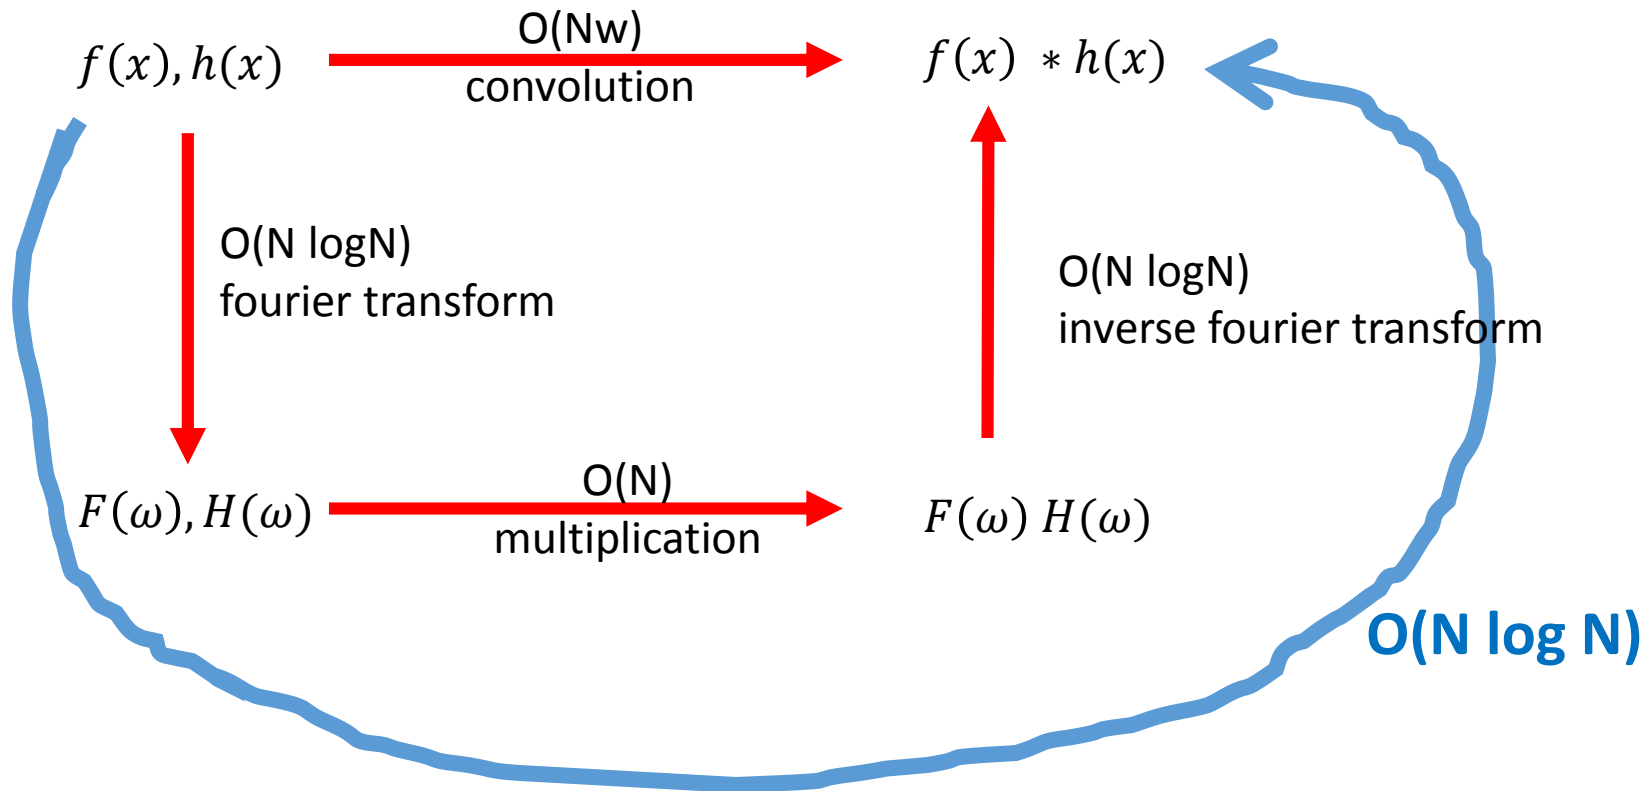 O(Nw)
f(x), h(x)
convolution
f(x) ∗ h(x)
O(N logN)
fourier transform
O(N logN)
inverse fourier transform
F(ω), H(ω)
O(N)
multiplication
F(ω) H(ω)
O(N log N)